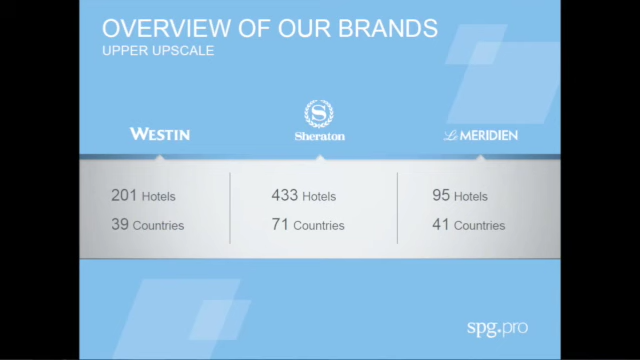 OVERVIEW OF OUR BRANDS
UPPER UPSCALE
WESTIN
S
Sheraton
Le MERIDIEN
201 Hotels
39 Countries
433 Hotels
71 Countries
95 Hotels
41 Countries
spg.pro